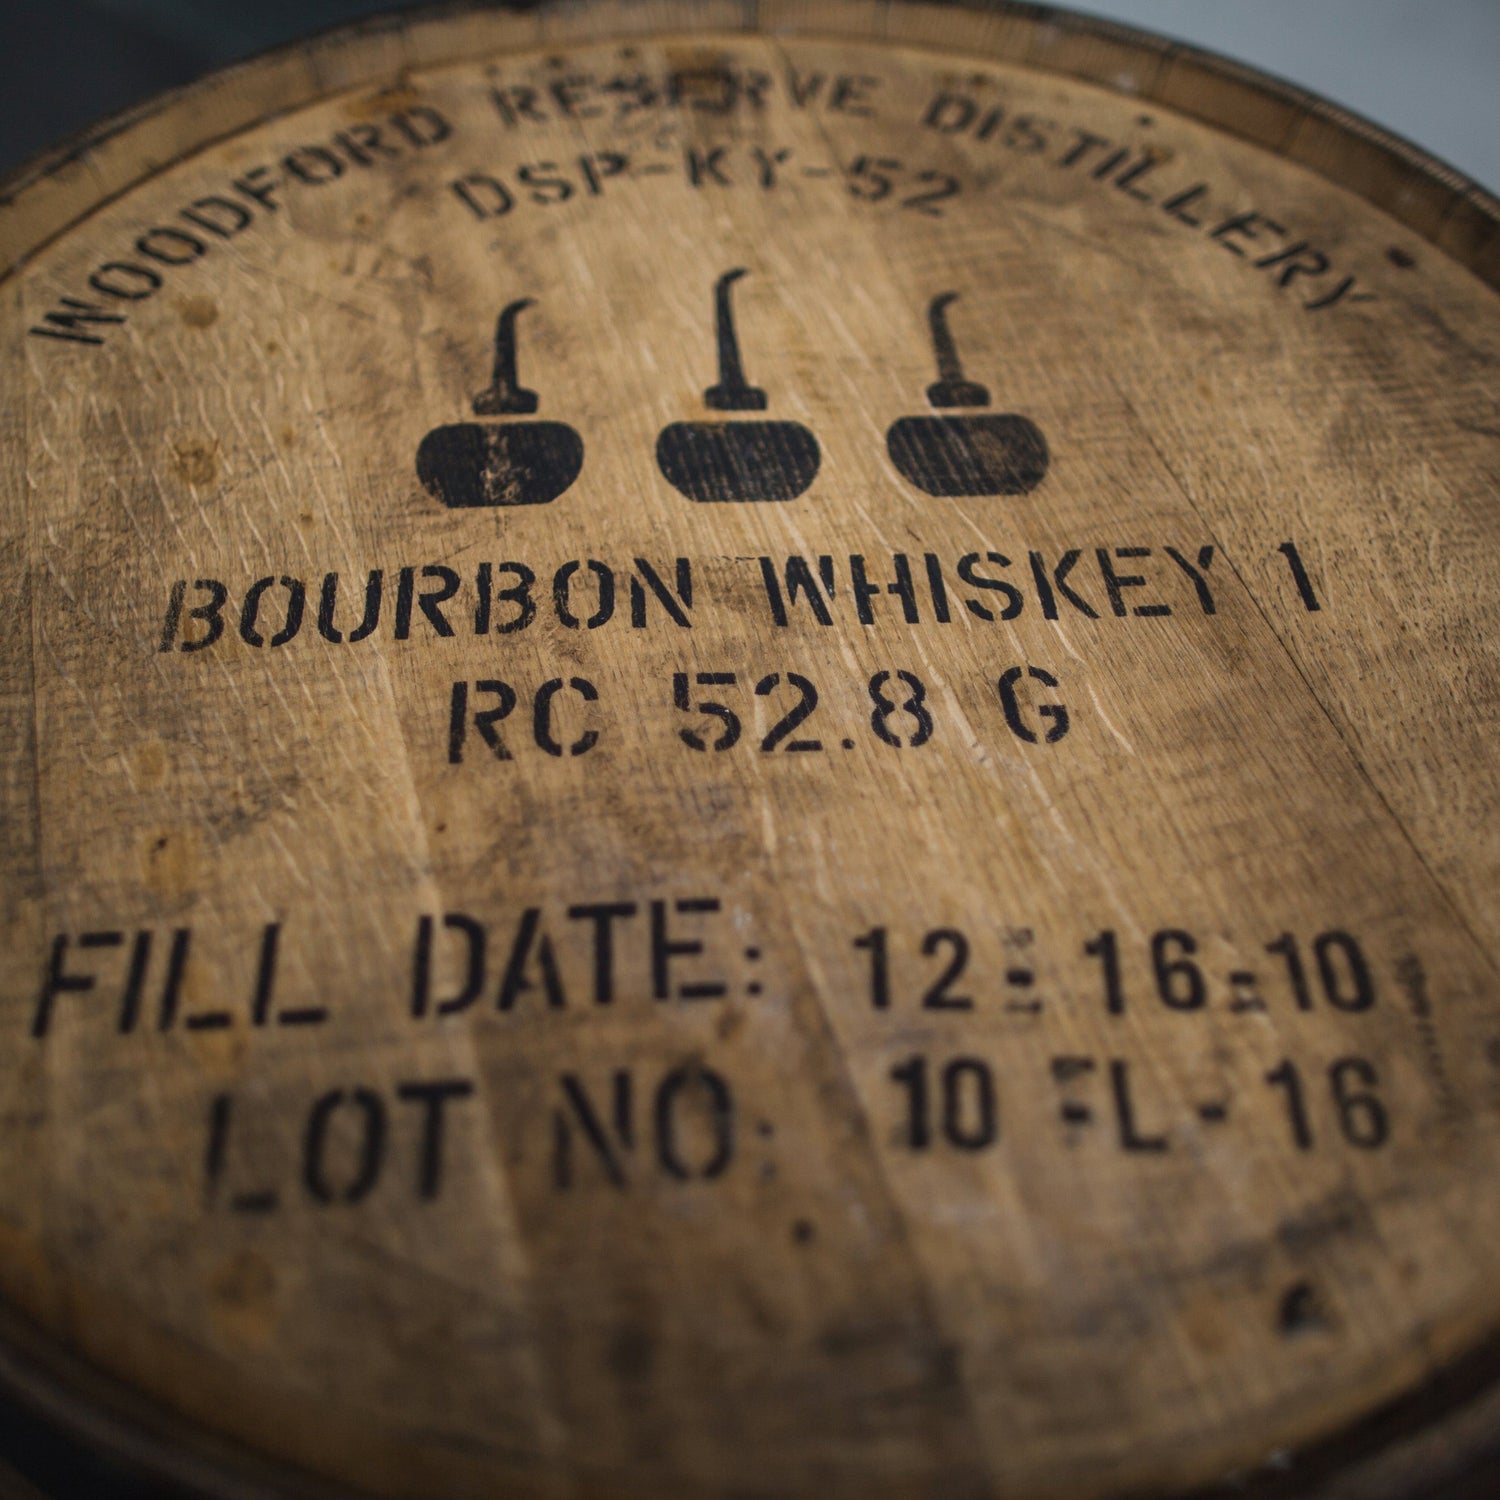 WOODFORD RESERVE DISTILLERY
DSP-KY-52
BOURBON WHISKEY 1
RC 52.8 G
FILL DATE: 12-16-10
LOT NO: 10 FL-16